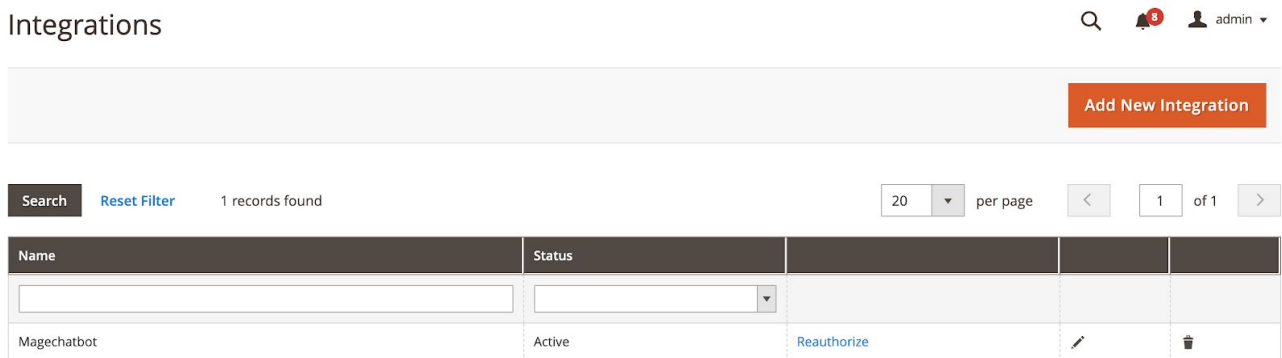 Integrations
8
admin
Add New Integration
Search Reset Filter 1 records found 20 per page 1 of 1
Name Status
Magechatbot Active Reauthorize